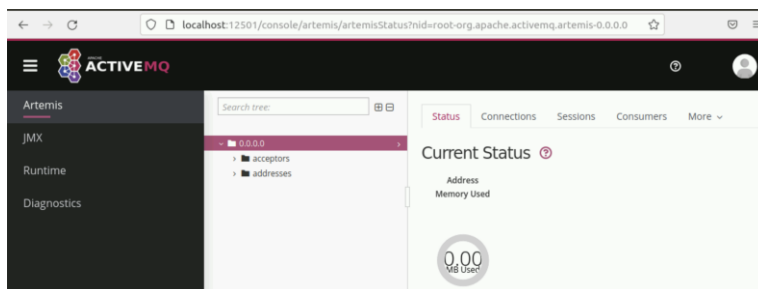 localhost:12501/console/artemis/artemisStatus?nid=root-org.apache.activemq.artemis-0.0.0.0
ACTIVEMQ
Artemis
JMX
Runtime
Diagnostics
Search tree:
0.0.0.0
acceptors
addresses
Status Connections Sessions Consumers More
Current Status
Address
Memory Used
0.00
MB Used